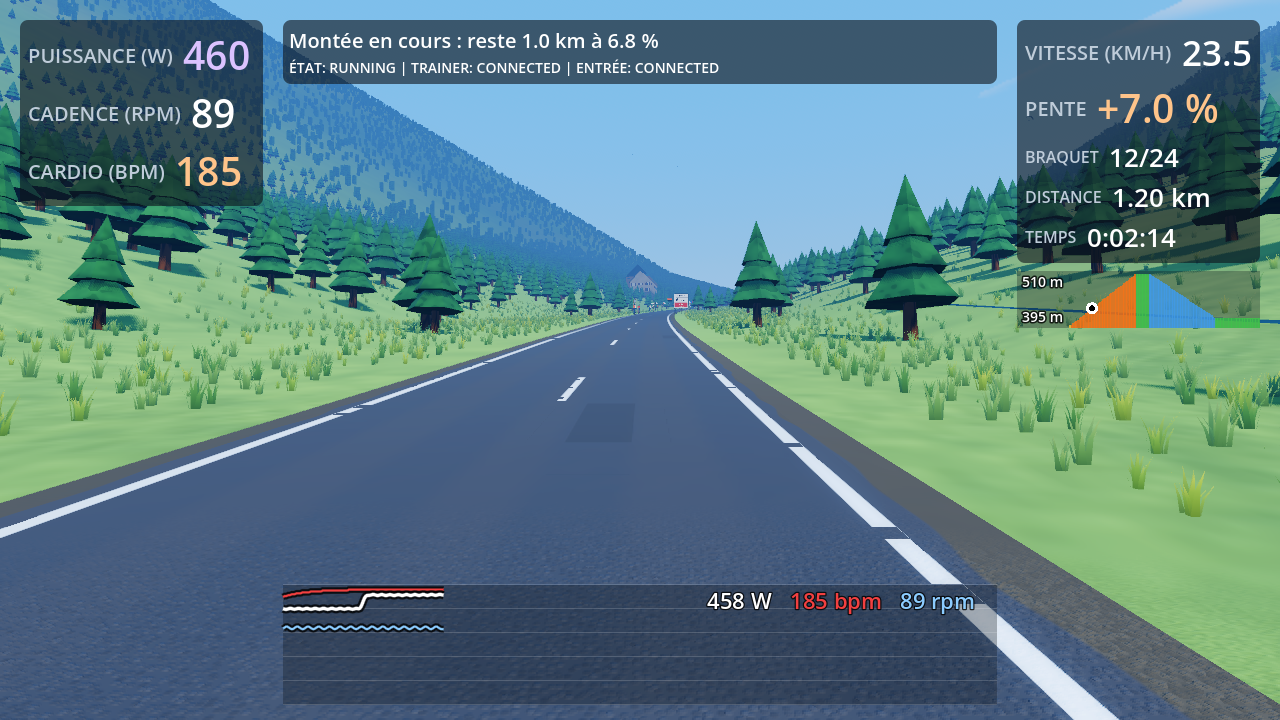 PUISSANCE (W) 460
CADENCE (RPM) 89
CARDIO (BPM) 185
Montée en cours : reste 1.0 km à 6.8 %
ÉTAT: RUNNING | TRAINER: CONNECTED | ENTRÉE: CONNECTED
VITESSE (KM/H) 23.5
PENTE +7.0 %
BRAQUET 12/24
DISTANCE 1.20 km
TEMPS 0:02:14
510 m
395 m
458 W 185 bpm 89 rpm